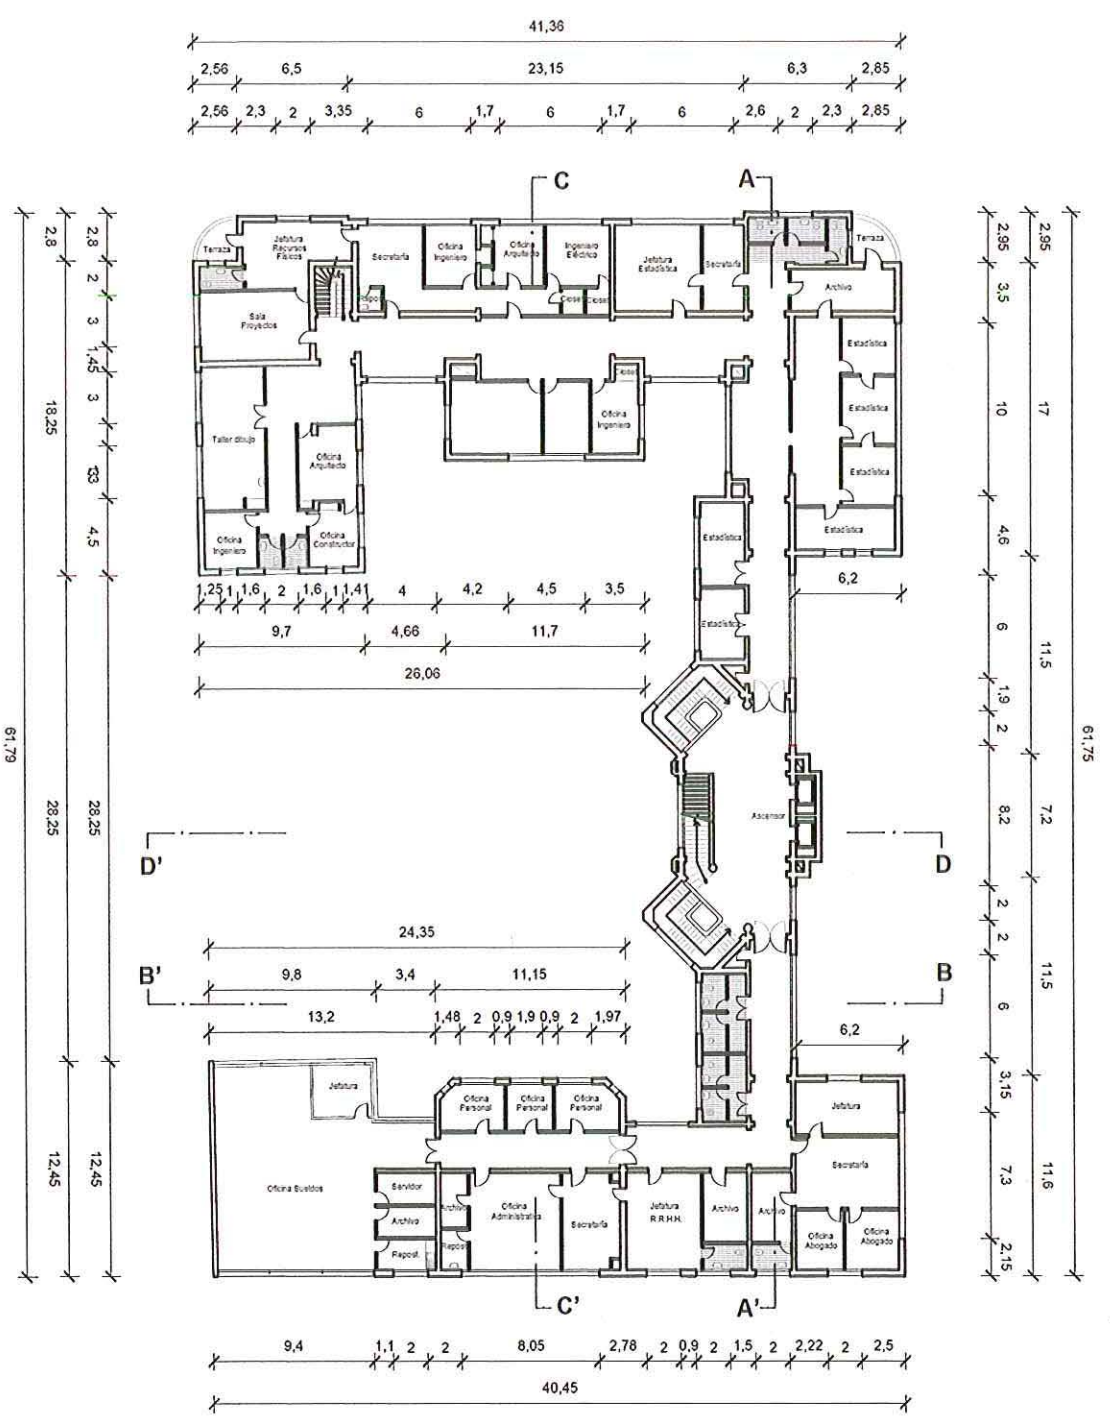 41,36
2,56 6,5 23,15 6,3 2,85
2,56 2,3 2 3,35 6 1,7 6 1,7 6 2,6 2 2,3 2,85
C A
Terraza
Jefatura
Recursos
Físicos
Secretaría
Oficina
Ingeniero
Oficina
Arquitecto
Ingeniero
Eléctrico
Jefatura
Estadística
Secretaría
Terraza
Archivo
Repos
Closet
Closet
Sala
Proyectos
Estadística
Closet
Oficina
Ingeniero
Estadística
Taller dibujo
Oficina
Arquitecto
Estadística
Oficina
Ingeniero
Oficina
Constructor
Estadística
Estadística
Estadística
2,8 2,8
2
3
1,45
18,25 3
33
4,5
61,79
28,25 28,25
12,45 12,45
2,95 2,95
3,5
10 17
4,6
6 11,5
1,9
2
8,2 7,2
61,75
2
2
6 11,5
3,15
7,3 11,6
2,15
1,25 1 1,6 2 1,6 1 1,41 4 4,2 4,5 3,5
6,2
9,7 4,66 11,7
26,06
Ascensor
D' D
24,35
B' B
9,8 3,4 11,15
13,2 1,48 2 0,9 1,9 0,9 2 1,97
6,2
Jefatura
Oficina
Personal
Oficina
Personal
Oficina
Personal
Jefatura
Secretaría
Oficina Sueldos
Servidor
Archivo
Repost.
Archivo
Repost
Oficina
Administrativa
Secretaría
Jefatura
R.R.H.H.
Archivo
Archivo
Oficina
Abogado
Oficina
Abogado
C' A'
9,4 1,1 2 2 8,05 2,78 2 0,9 2 1,5 2 2,22 2 2,5
40,45